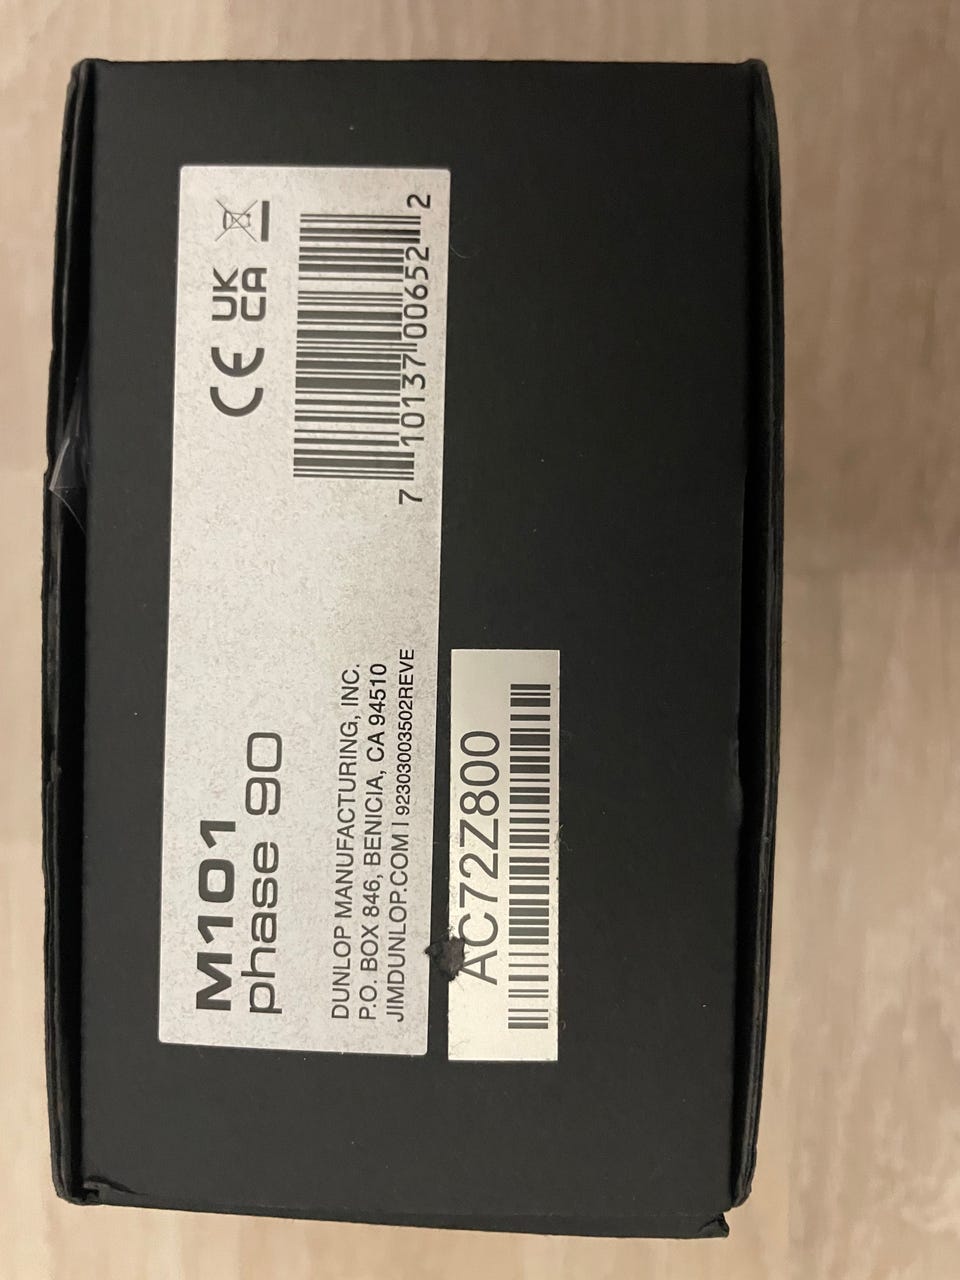 M101
phase 90
DUNLOP MANUFACTURING, INC.
P.O. BOX 846, BENICIA, CA 94510
JIMDUNLOP.COM | 92303003502REVE
CE
UK
CA
7 10137 00652 2
AC72Z800